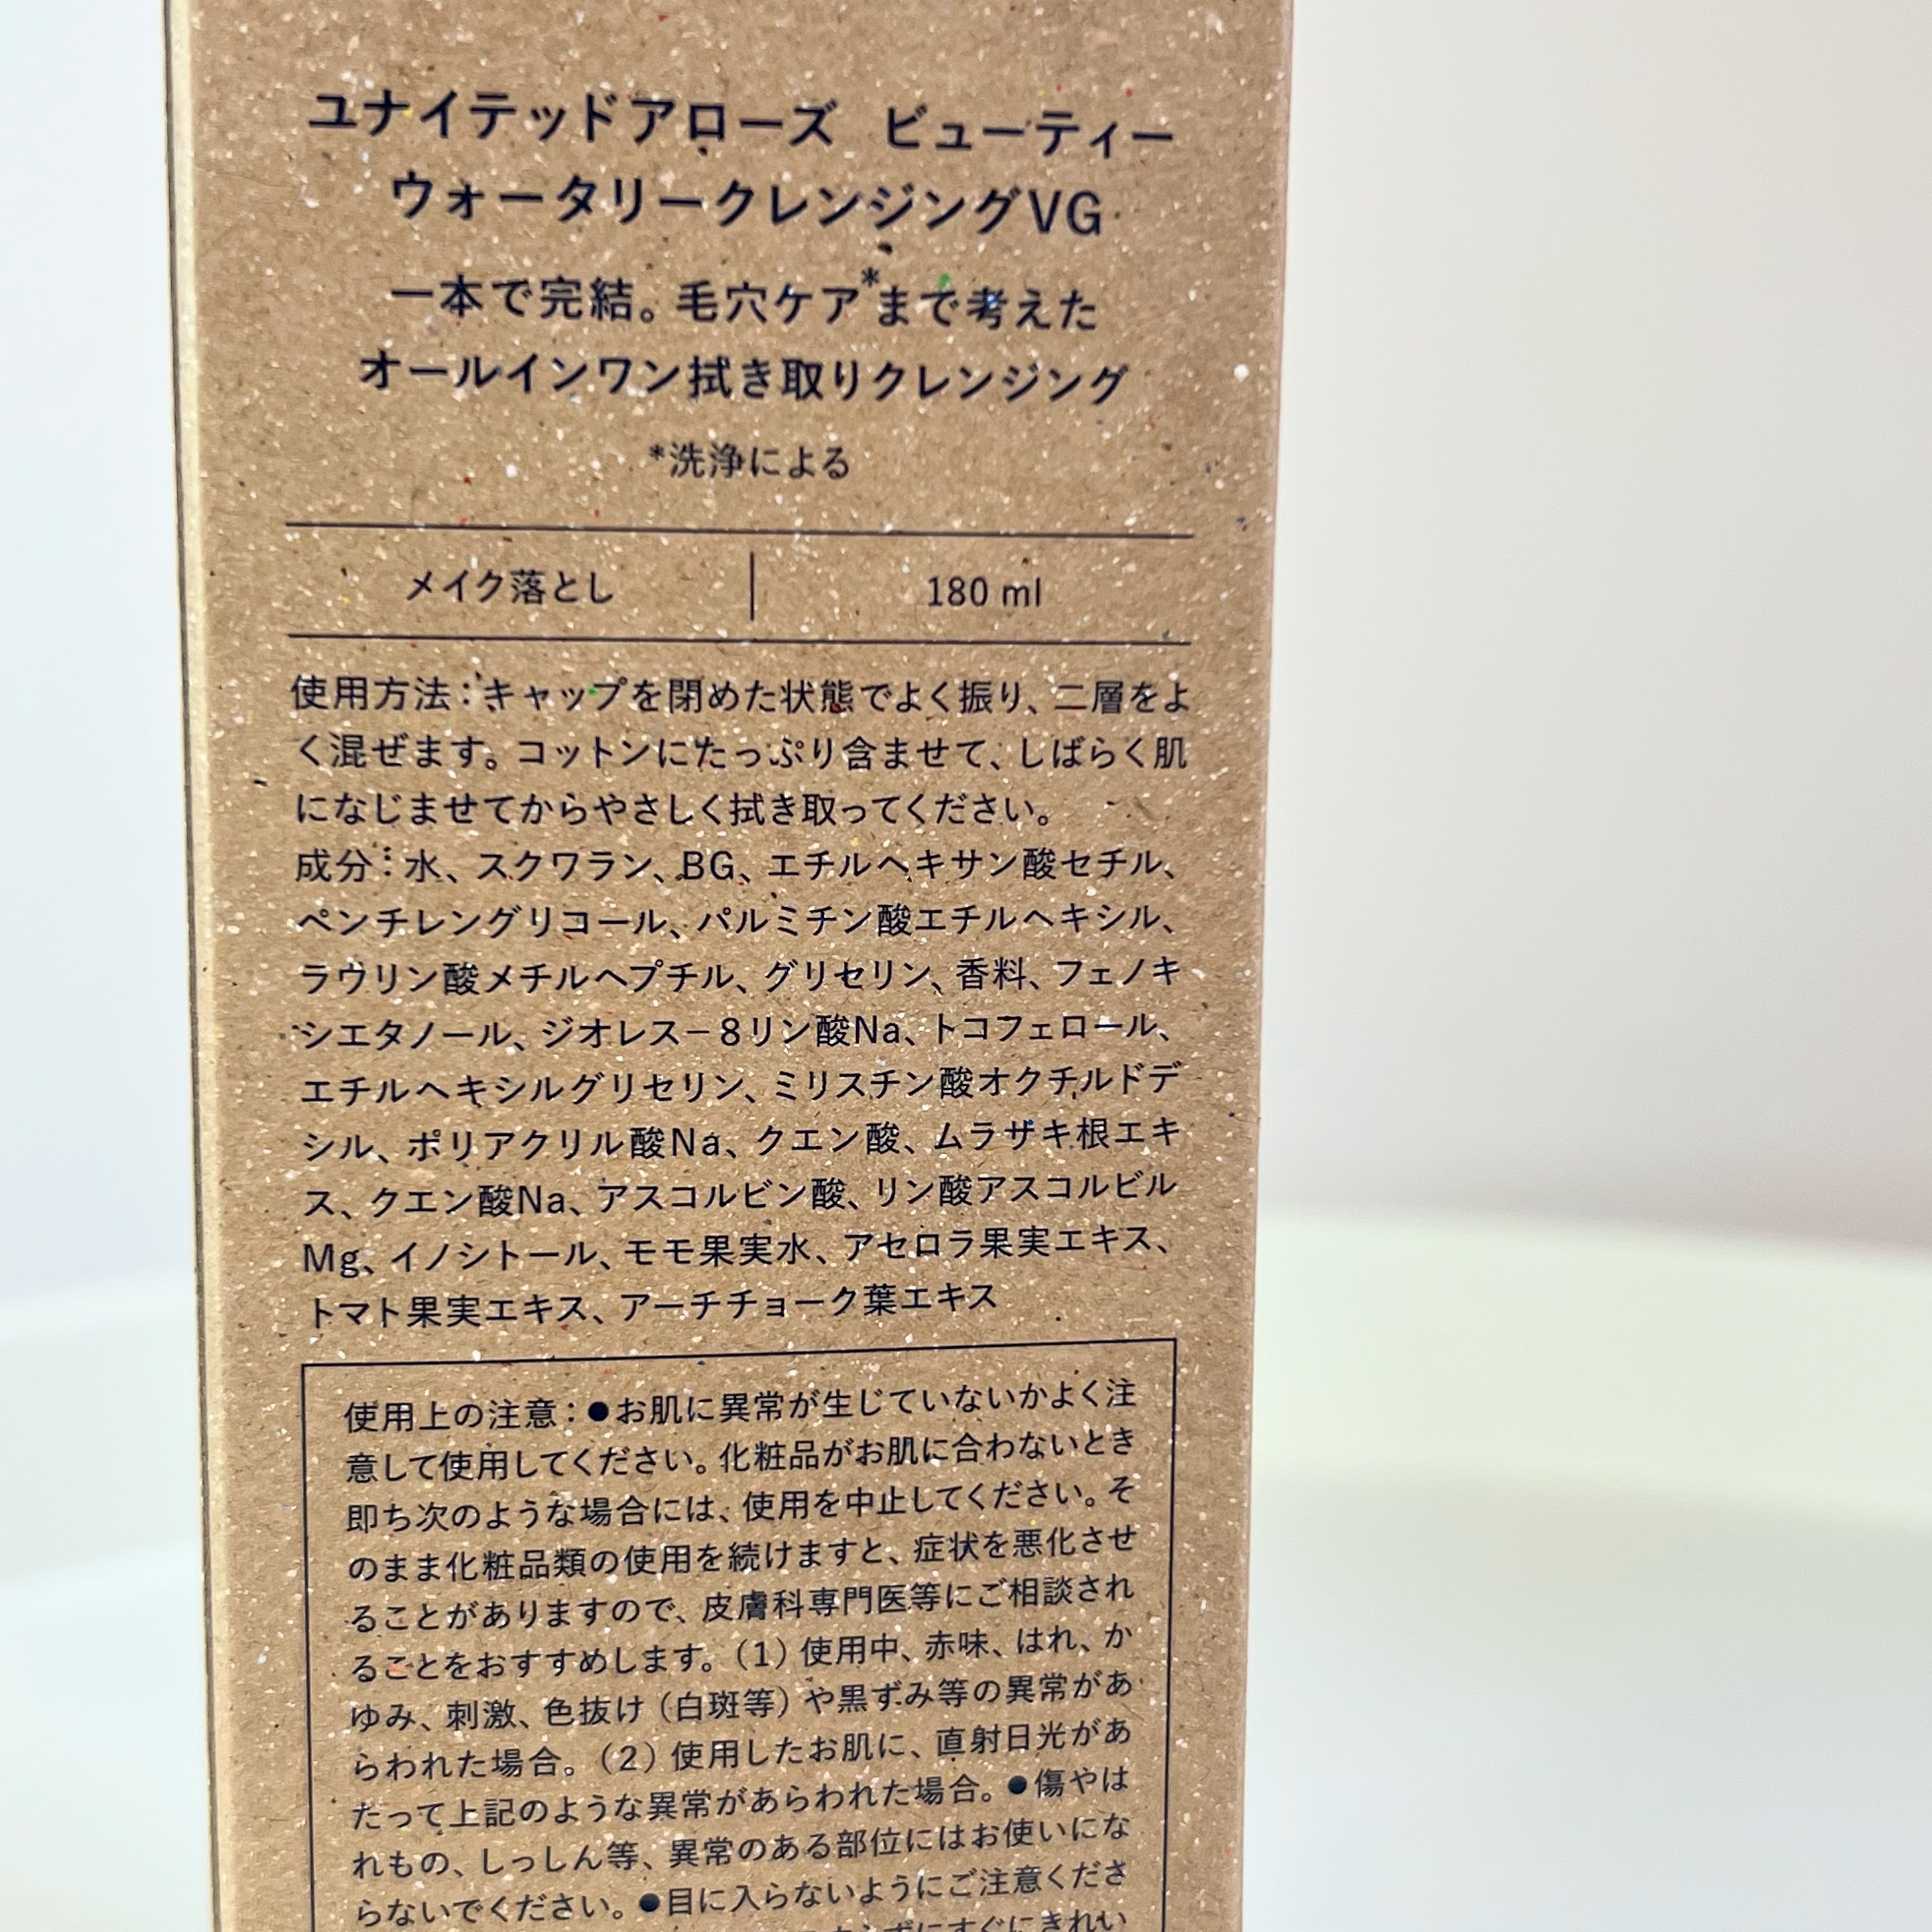 ユナイテッドアローズ ビューティー
ウォータリークレンジングVG
一本で完結。毛穴ケア*まで考えた
オールインワン拭き取りクレンジング
*洗浄による
メイク落とし 180 ml
使用方法：キャップを閉めた状態でよく振り、二層をよ
く混ぜます。コットンにたっぷり含ませて、しばらく肌
になじませてからやさしく拭き取ってください。
成分：水、スクワラン、BG、エチルヘキサン酸セチル、
ペンチレングリコール、パルミチン酸エチルヘキシル、
ラウリン酸メチルヘプチル、グリセリン、香料、フェノキ
シエタノール、ジオレス－8リン酸Na、トコフェロール、
エチルヘキシルグリセリン、ミリスチン酸オクチルドデ
シル、ポリアクリル酸Na、クエン酸、ムラサキ根エキ
ス、クエン酸Na、アスコルビン酸、リン酸アスコルビル
Mg、イノシトール、モモ果実水、アセロラ果実エキス、
トマト果実エキス、アーチチョーク葉エキス
使用上の注意：●お肌に異常が生じていないかよく注
意して使用してください。化粧品がお肌に合わないとき
即ち次のような場合には、使用を中止してください。そ
のまま化粧品類の使用を続けますと、症状を悪化させ
ることがありますので、皮膚科専門医等にご相談され
ることをおすすめします。（1）使用中、赤味、はれ、か
ゆみ、刺激、色抜け（白斑等）や黒ずみ等の異常があ
らわれた場合。（2）使用したお肌に、直射日光があ
たって上記のような異常があらわれた場合。●傷やは
れもの、しっしん等、異常のある部位にはお使いにな
らないでください。●目に入らないようにご注意くださ
ずにすぐにきれい